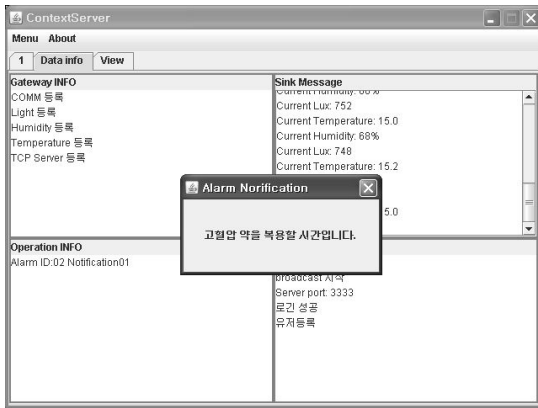 ContextServer
Menu About
1 Data info View
Gateway INFO
COMM 등록
Light 등록
Humidity 등록
Temperature 등록
TCP Server 등록
Sink Message
Current Humidity: 68%
Current Lux: 752
Current Temperature: 15.0
Current Humidity: 68%
Current Lux: 748
Current Temperature: 15.2
5.0
Alarm Norification
고혈압 약을 복용할 시간입니다.
Operation INFO
Alarm ID:02 Notification01
broadcast 시작
Server port: 3333
로긴 성공
유저등록